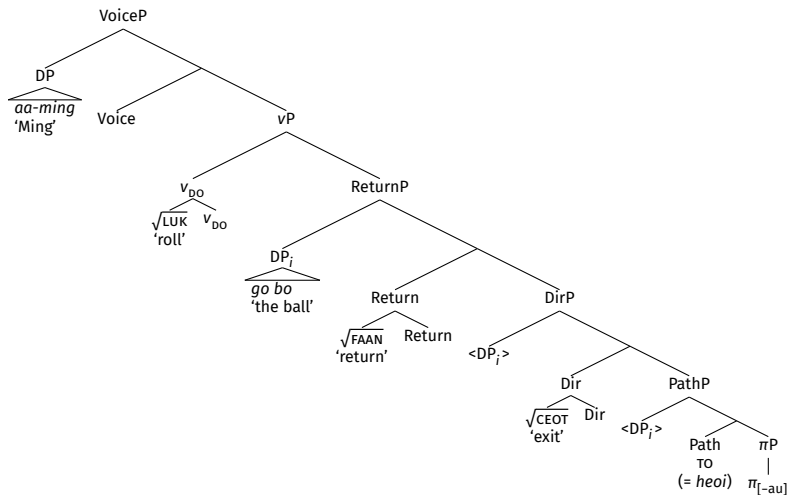 VoiceP
DP
aa-ming
‘Ming’
Voice
vP
vDO
√LUK vDO
‘roll’
ReturnP
DPi
go bo
‘the ball’
Return
√FAAN Return
‘return’
DirP
<DPi>
Dir
√CEOT Dir
‘exit’
PathP
<DPi>
Path πP
TO
(= heoi) π[-au]